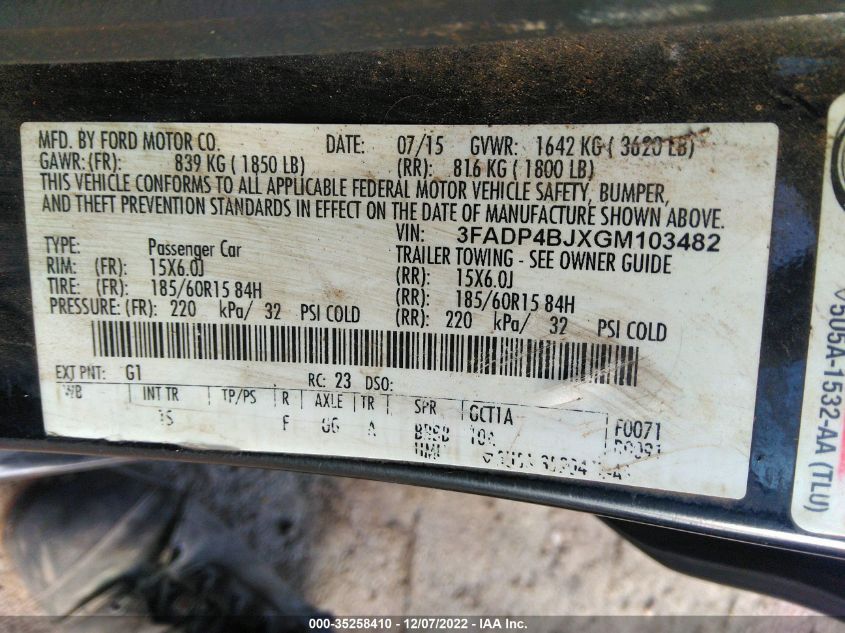 MFD. BY FORD MOTOR CO. DATE: 07/15 GVWR: 1642 KG ( 3620 LB)
GAWR: (FR): 839 KG ( 1850 LB) (RR): 816 KG ( 1800 LB)
THIS VEHICLE CONFORMS TO ALL APPLICABLE FEDERAL MOTOR VEHICLE SAFETY, BUMPER,
AND THEFT PREVENTION STANDARDS IN EFFECT ON THE DATE OF MANUFACTURE SHOWN ABOVE.
VIN: 3FADP4BJXGM103482
TYPE: Passenger Car TRAILER TOWING - SEE OWNER GUIDE
RIM: (FR): 15X6.0J (RR): 15X6.0J
TIRE: (FR): 185/60R15 84H (RR): 185/60R15 84H
PRESSURE: (FR): 220 kPa/ 32 PSI COLD (RR): 220 kPa/ 32 PSI COLD
EXT PNT: G1 RC: 23 DSO:
WB INT TR TP/PS R AXLE TR SPR GCT1A F0071
F A
V5U5A-1532-AA (TLU)
000-35258410 - 12/07/2022 - IAA Inc.